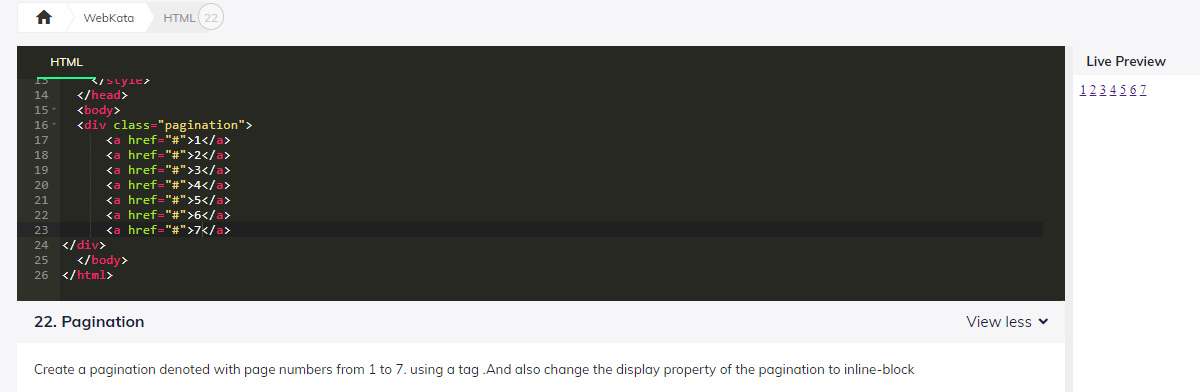 WebKata HTML 22
HTML
Live Preview
13 </style>
14 </head>
15 <body>
16 <div class="pagination">
17 <a href="#">1</a>
18 <a href="#">2</a>
19 <a href="#">3</a>
20 <a href="#">4</a>
21 <a href="#">5</a>
22 <a href="#">6</a>
23 <a href="#">7</a>
24 </div>
25 </body>
26 </html>
1 2 3 4 5 6 7
22. Pagination
View less
Create a pagination denoted with page numbers from 1 to 7. using a tag .And also change the display property of the pagination to inline-block